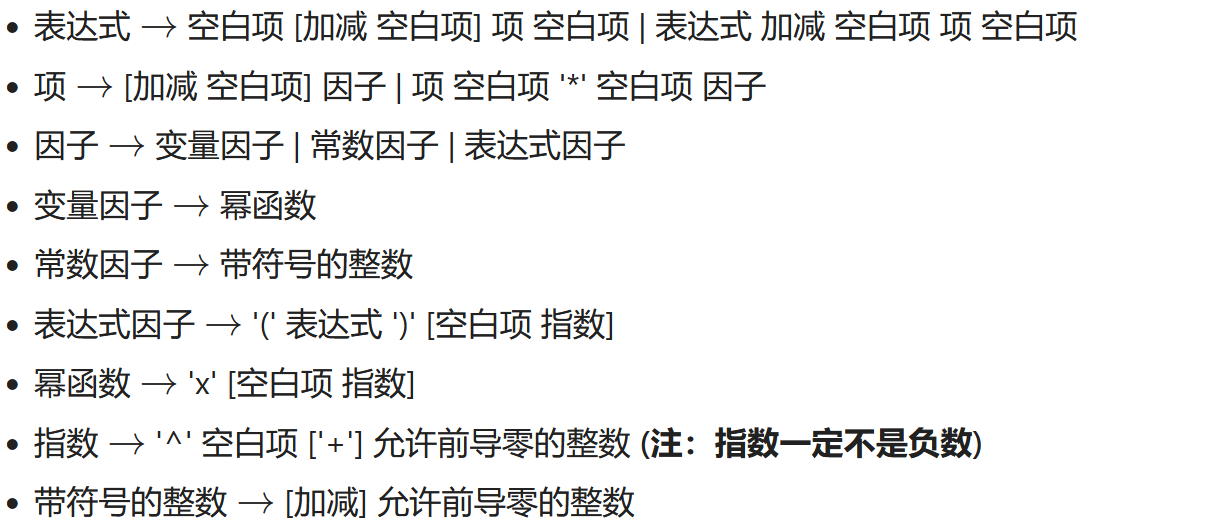 • 表达式 → 空白项 [加减 空白项] 项 空白项 | 表达式 加减 空白项 项 空白项
• 项 → [加减 空白项] 因子 | 项 空白项 '*' 空白项 因子
• 因子 → 变量因子 | 常数因子 | 表达式因子
• 变量因子 → 幂函数
• 常数因子 → 带符号的整数
• 表达式因子 → '(' 表达式 ')' [空白项 指数]
• 幂函数 → 'x' [空白项 指数]
• 指数 → '^' 空白项 ['+'] 允许前导零的整数 (注：指数一定不是负数)
• 带符号的整数 → [加减] 允许前导零的整数